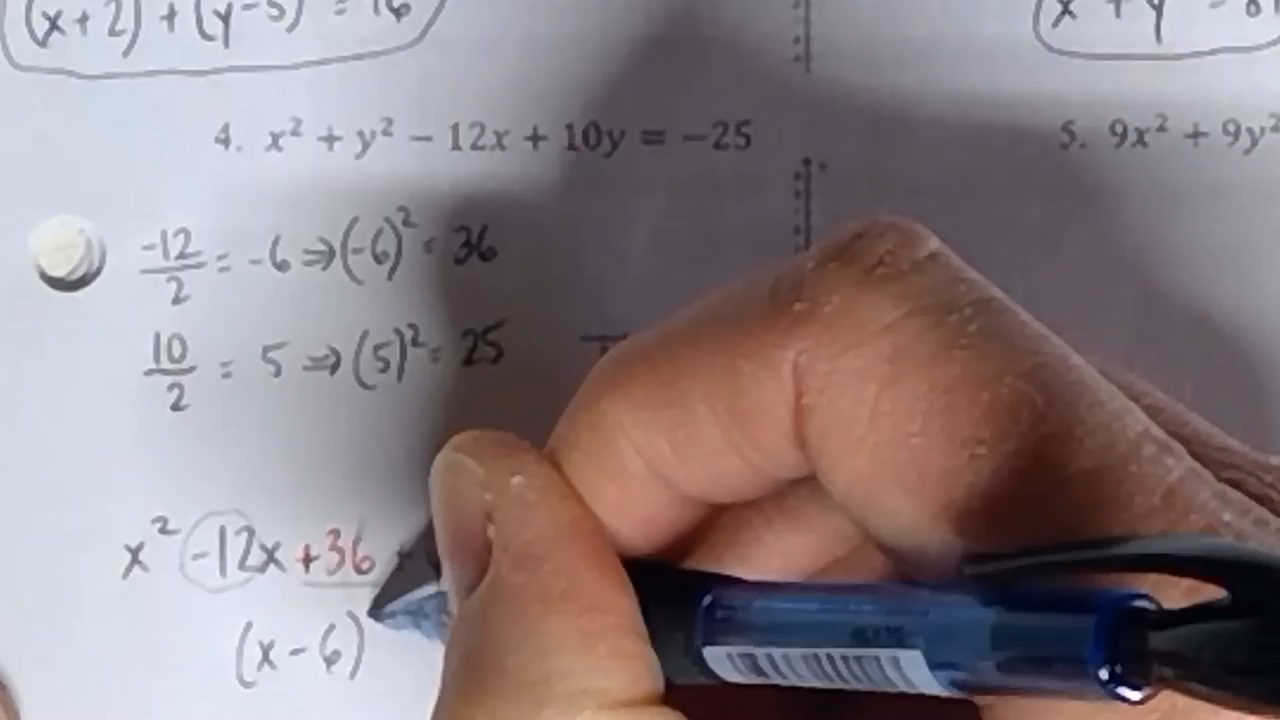 (x+2) + (y-5) = 16
x + y = 81
4. x² + y² − 12x + 10y = −25
5. 9x² + 9y²
-12/2 = -6 ⇒ (-6)² = 36
10/2 = 5 ⇒ (5)² = 25
x² -12x +36
(x - 6)